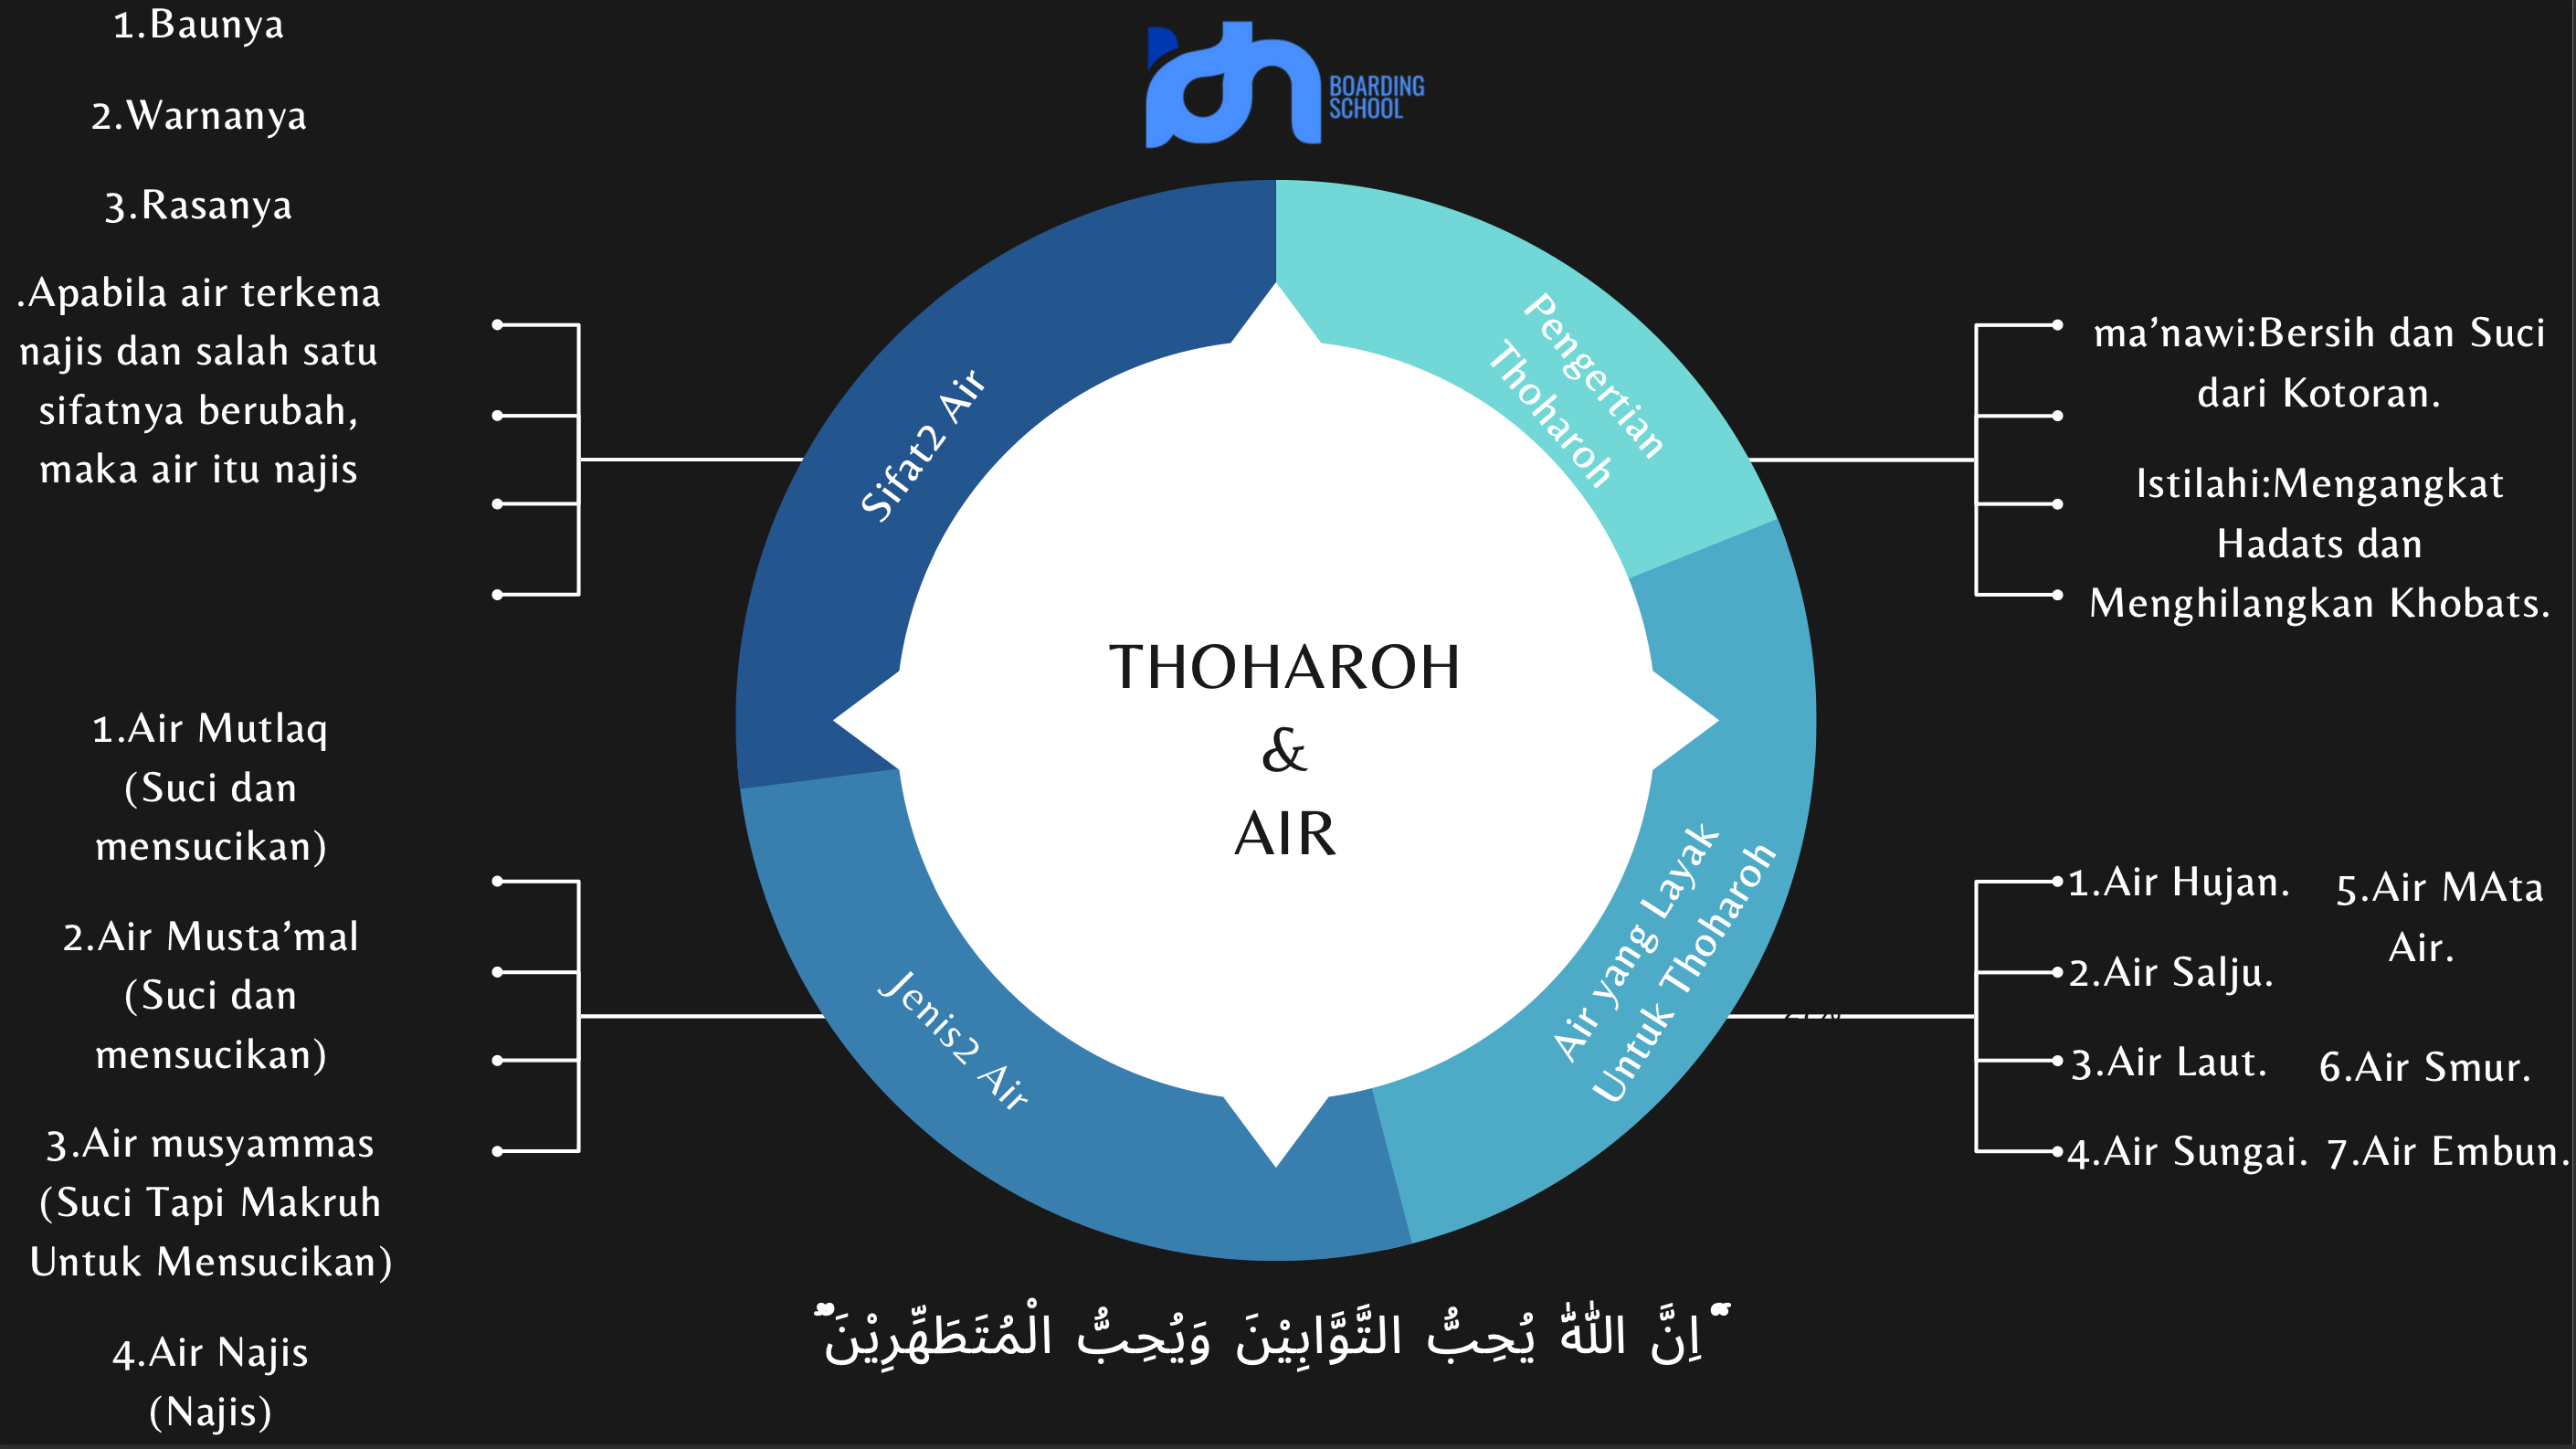 BOARDING
SCHOOL
1.Baunya
2.Warnanya
3.Rasanya
.Apabila air terkena
najis dan salah satu
sifatnya berubah,
maka air itu najis
Sifat2 Air
Pengertian
Thoharoh
ma’nawi:Bersih dan Suci
dari Kotoran.
Istilahi:Mengangkat
Hadats dan
Menghilangkan Khobats.
THOHAROH
&
AIR
1.Air Mutlaq
(Suci dan
mensucikan)
2.Air Musta’mal
(Suci dan
mensucikan)
3.Air musyammas
(Suci Tapi Makruh
Untuk Mensucikan)
4.Air Najis
(Najis)
Jenis2 Air
Air yang Layak
Untuk Thoharoh
1.Air Hujan.
2.Air Salju.
3.Air Laut.
4.Air Sungai.
5.Air MAta
Air.
6.Air Smur.
7.Air Embun.
"اِنَّ اللّٰهَ يُحِبُّ التَّوَّابِيْنَ وَيُحِبُّ الْمُتَطَهِّرِيْنَ"